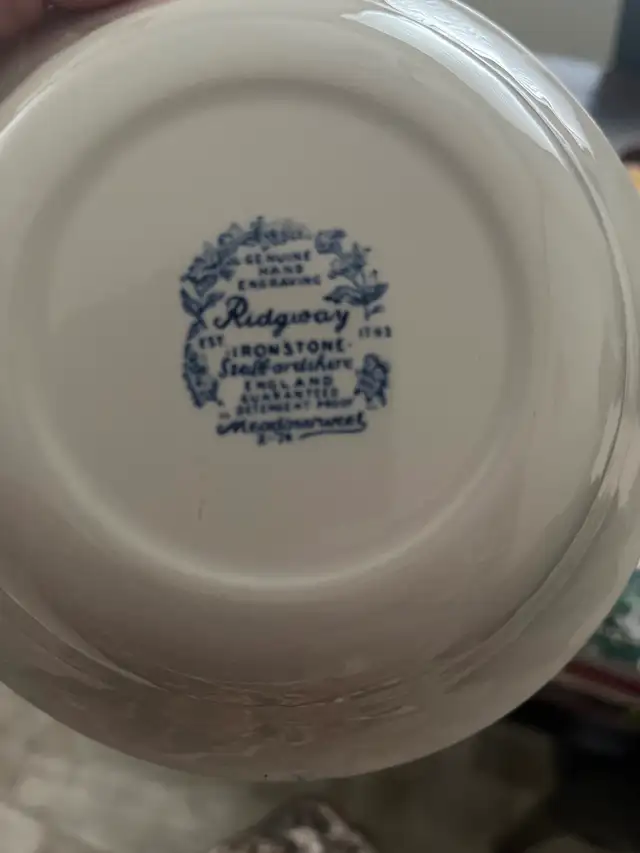 GENUINE
HAND
ENGRAVING
Ridgway
EST. 1792
IRONSTONE
Staffordshire
ENGLAND
GUARANTEED
DETERGENT PROOF
Meadowsweet